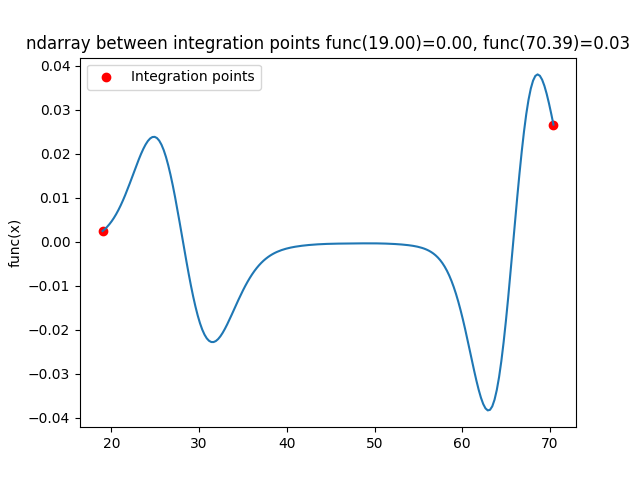 ndarray between integration points func(19.00)=0.00, func(70.39)=0.03
Integration points
func(x)
0.04
0.03
0.02
0.01
0.00
−0.01
−0.02
−0.03
−0.04
20 30 40 50 60 70